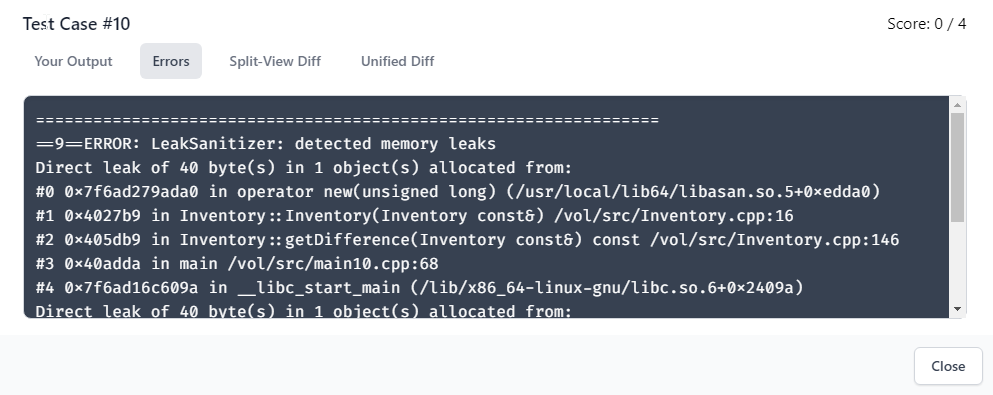 Test Case #10
Score: 0 / 4
Your Output
Errors
Split-View Diff
Unified Diff
=================================================================
==9==ERROR: LeakSanitizer: detected memory leaks
Direct leak of 40 byte(s) in 1 object(s) allocated from:
#0 0x7f6ad279ada0 in operator new(unsigned long) (/usr/local/lib64/libasan.so.5+0xedda0)
#1 0x4027b9 in Inventory::Inventory(Inventory const&) /vol/src/Inventory.cpp:16
#2 0x405db9 in Inventory::getDifference(Inventory const&) const /vol/src/Inventory.cpp:146
#3 0x40adda in main /vol/src/main10.cpp:68
#4 0x7f6ad16c609a in __libc_start_main (/lib/x86_64-linux-gnu/libc.so.6+0x2409a)
Direct leak of 40 byte(s) in 1 object(s) allocated from:
Close